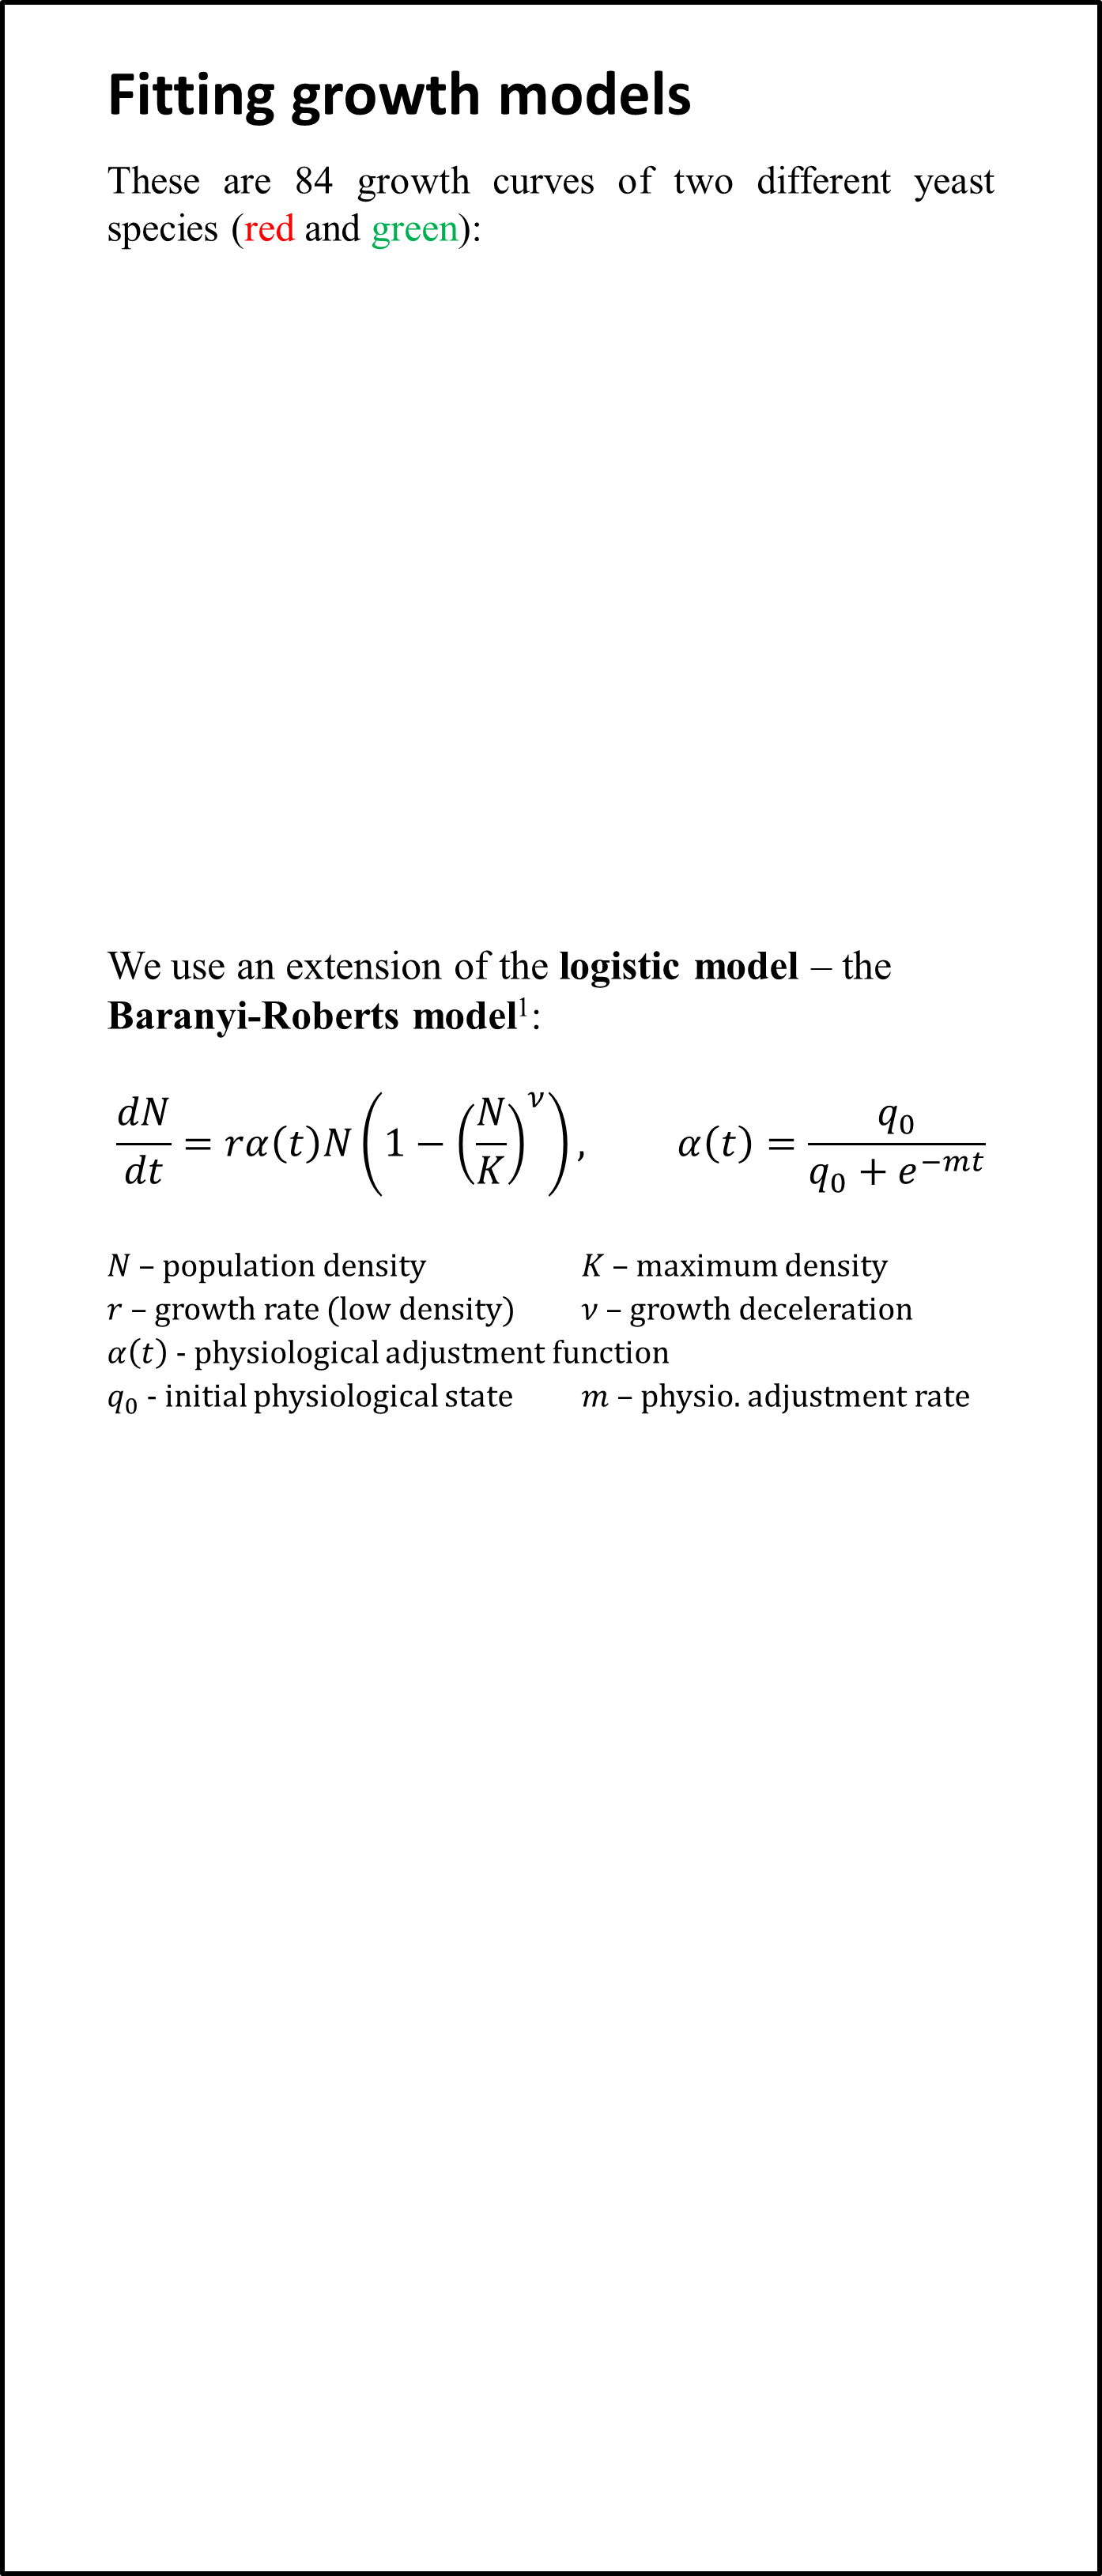 Fitting growth models
These are 84 growth curves of two different yeast
species (red and green):
We use an extension of the logistic model – the
Baranyi-Roberts model¹:
dN/dt = rα(t)N(1 − (N/K)^ν), α(t) = q₀/(q₀ + e^(−mt))
N – population density K – maximum density
r – growth rate (low density) ν – growth deceleration
α(t) - physiological adjustment function
q₀ - initial physiological state m – physio. adjustment rate